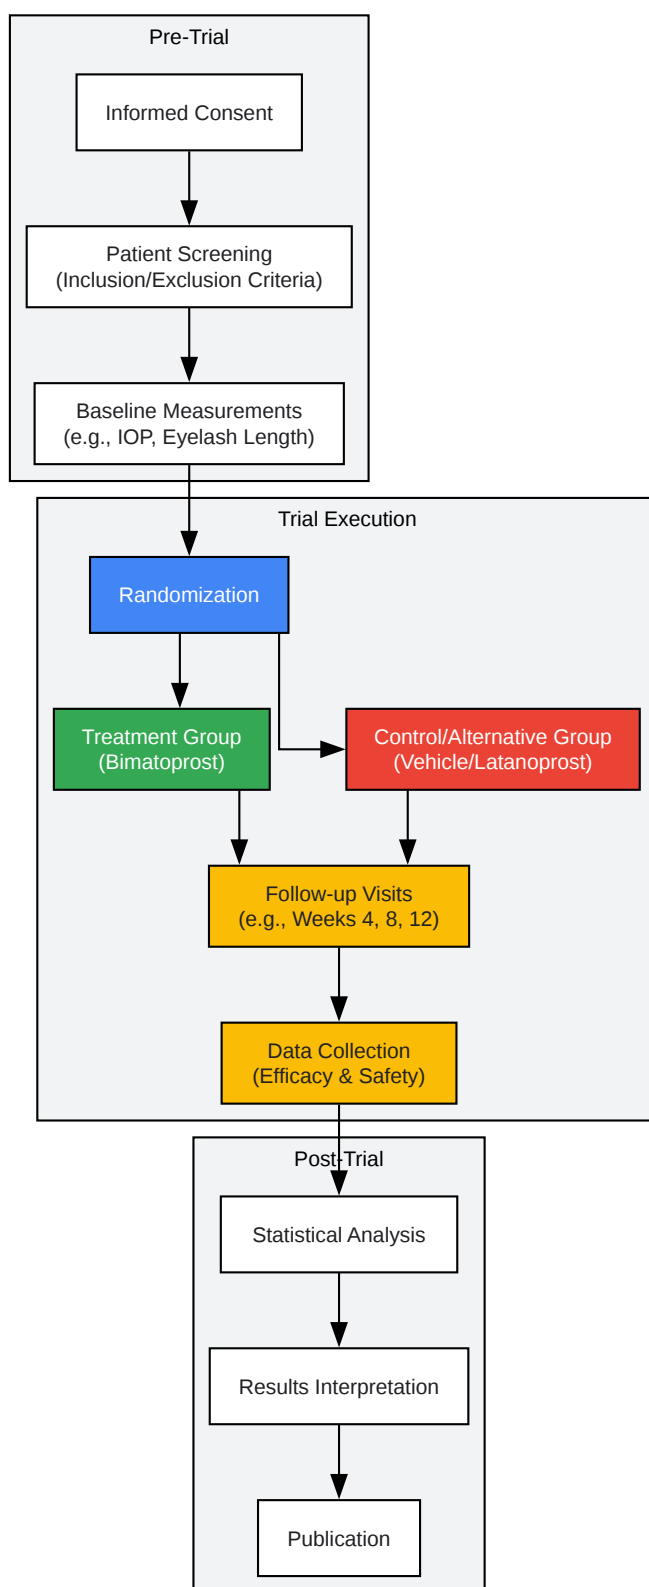 Pre-Trial
Informed Consent
Patient Screening
(Inclusion/Exclusion Criteria)
Baseline Measurements
(e.g., IOP, Eyelash Length)
Trial Execution
Randomization
Treatment Group
(Bimatoprost)
Control/Alternative Group
(Vehicle/Latanoprost)
Follow-up Visits
(e.g., Weeks 4, 8, 12)
Data Collection
(Efficacy & Safety)
Post-Trial
Statistical Analysis
Results Interpretation
Publication